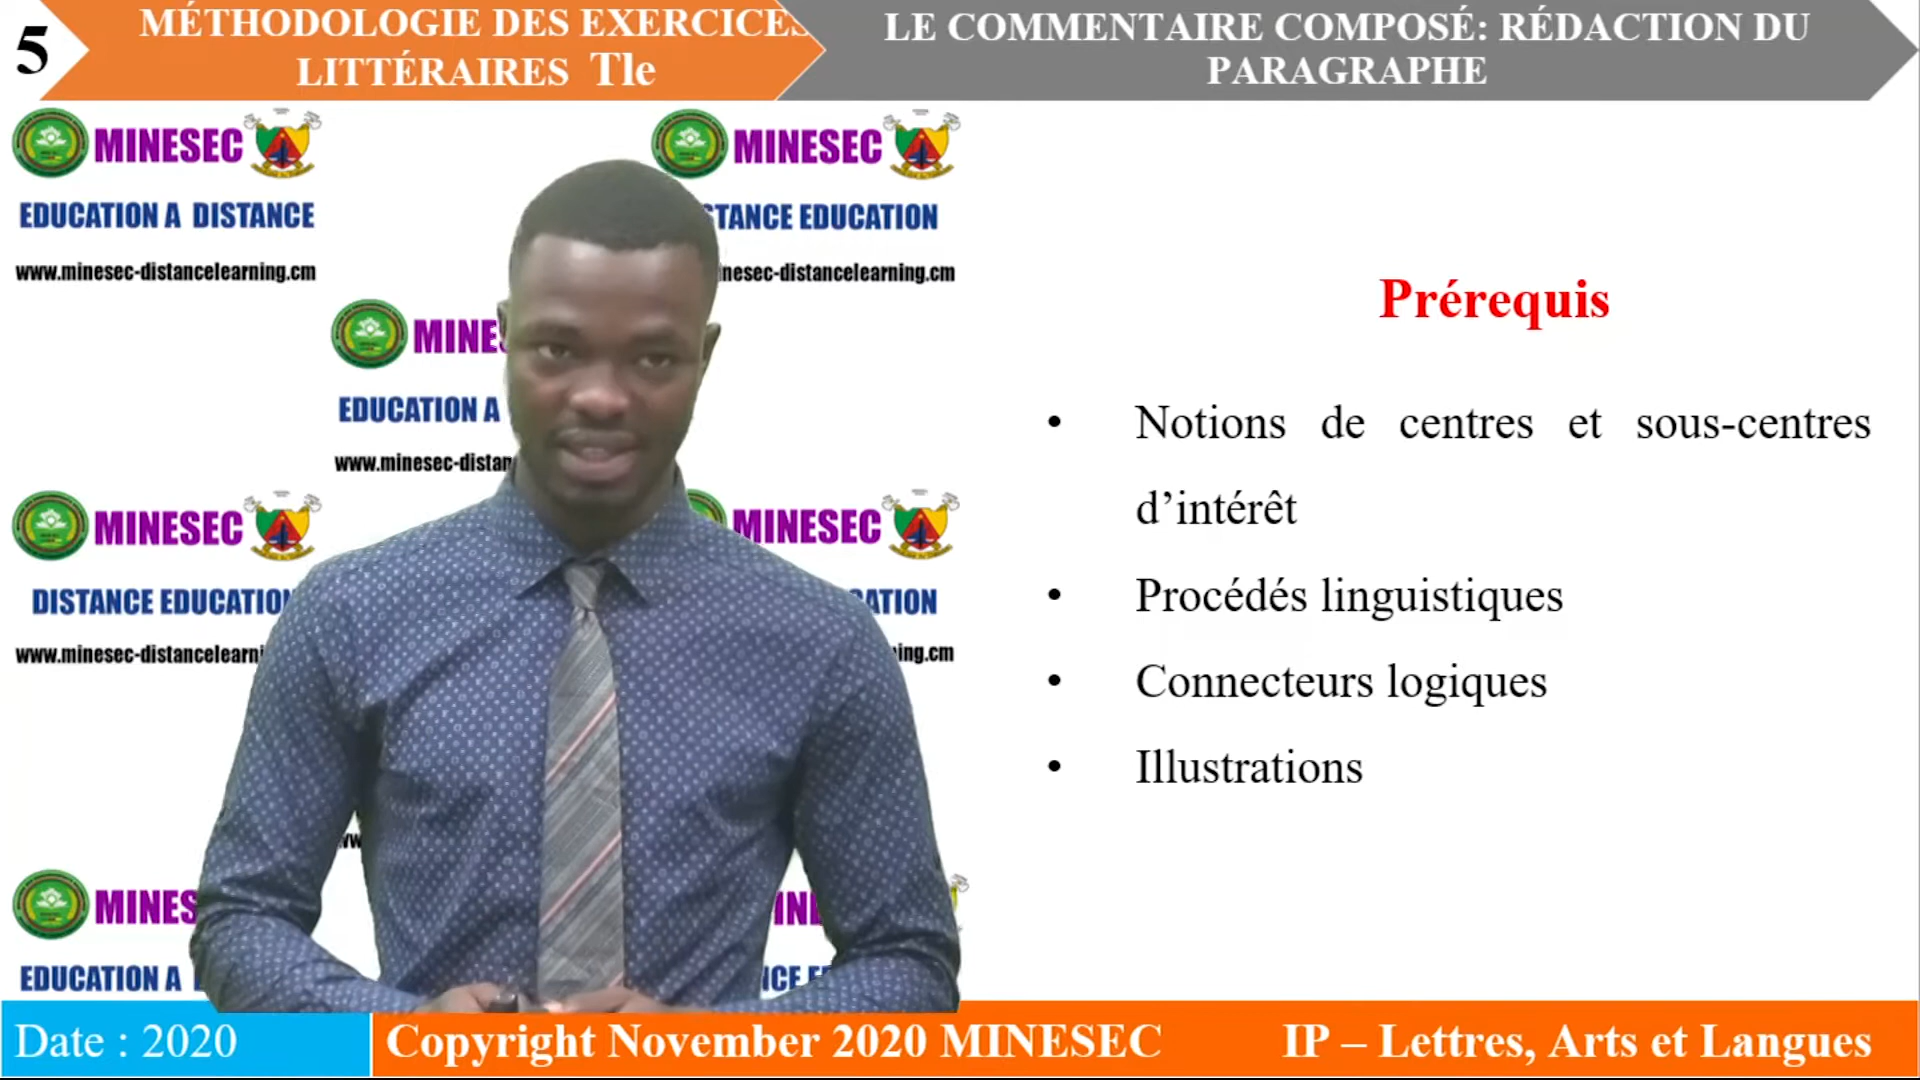 5
MÉTHODOLOGIE DES EXERCICES
LITTÉRAIRES Tle
LE COMMENTAIRE COMPOSÉ: RÉDACTION DU
PARAGRAPHE
MINESEC
EDUCATION A DISTANCE
www.minesec-distancelearning.cm
MINESEC
EDUCATION
MINESEC
DISTANCE
MINESEC
EDUCATION A
Prérequis
• Notions de centres et sous-centres
d’intérêt
• Procédés linguistiques
• Connecteurs logiques
• Illustrations
Date : 2020
Copyright November 2020 MINESEC
IP – Lettres, Arts et Langues